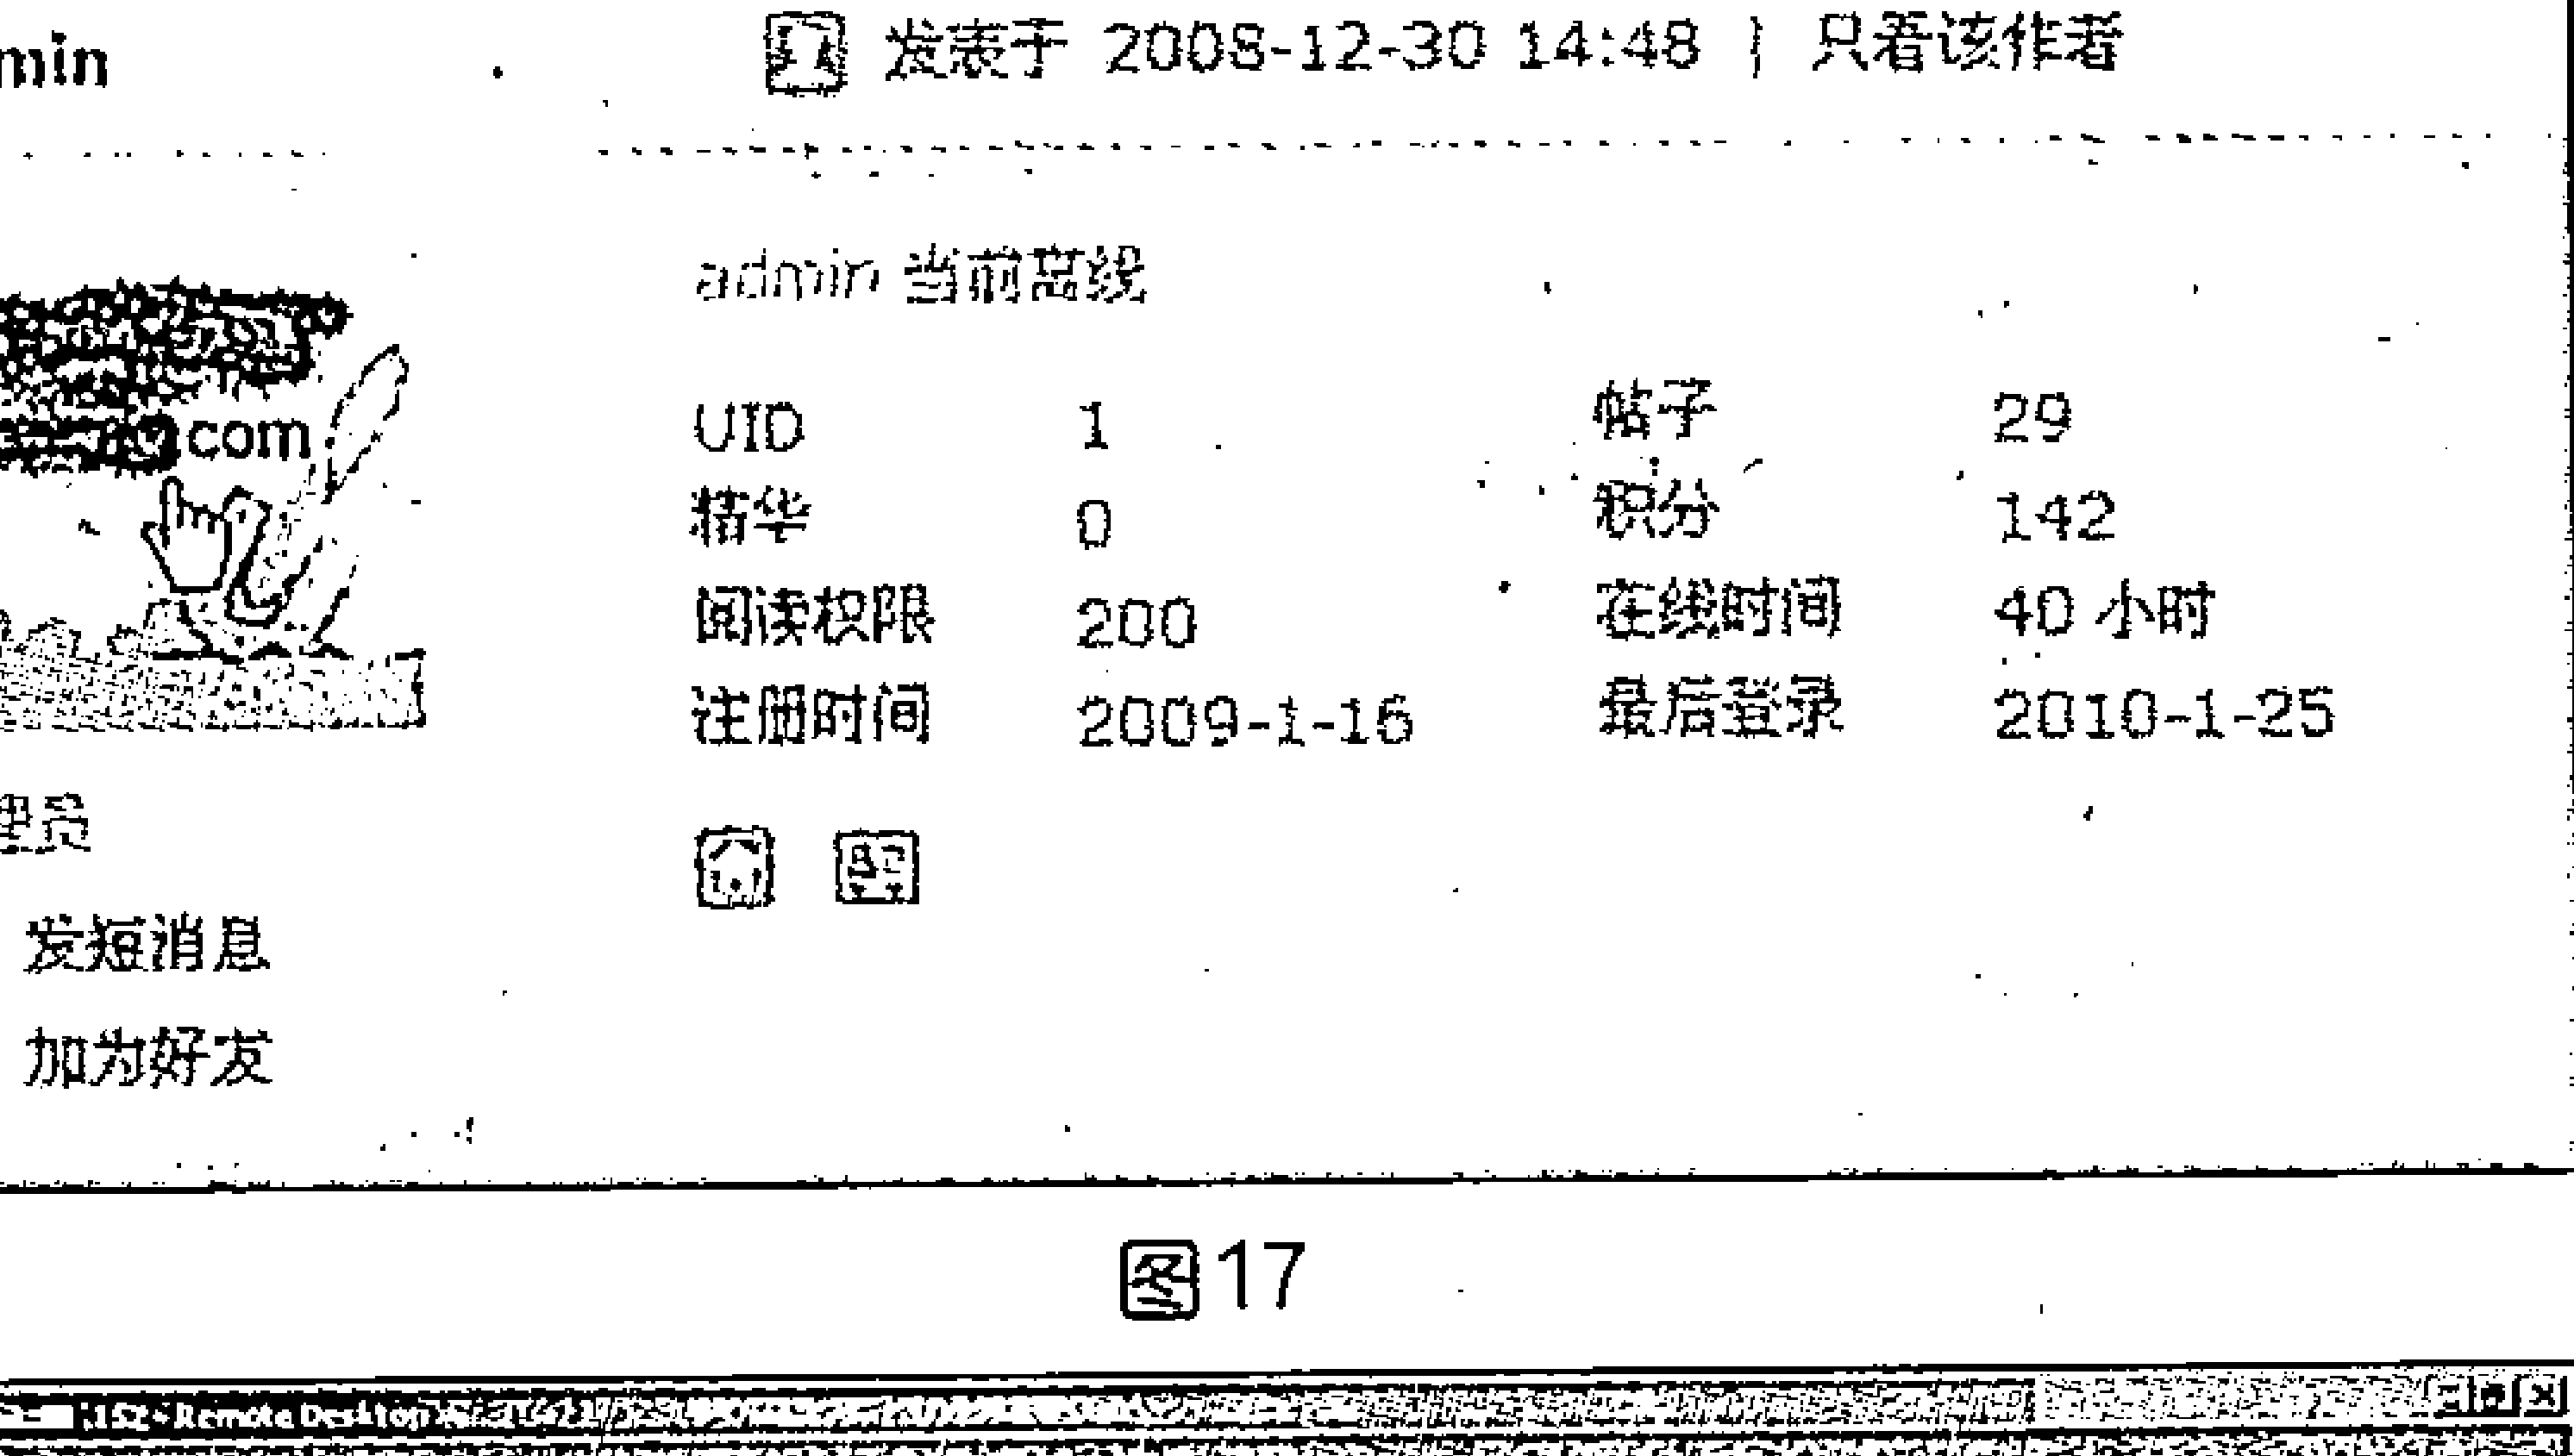 min
发表于 2008-12-30 14:48 | 只看该作者
admin 当前离线
.com
UID 1 帖子 29
精华 0 积分 142
阅读权限 200 在线时间 40 小时
注册时间 2009-1-16 最后登录 2010-1-25
理员
发短消息
加为好友
图17
.152 - Remote Desktop